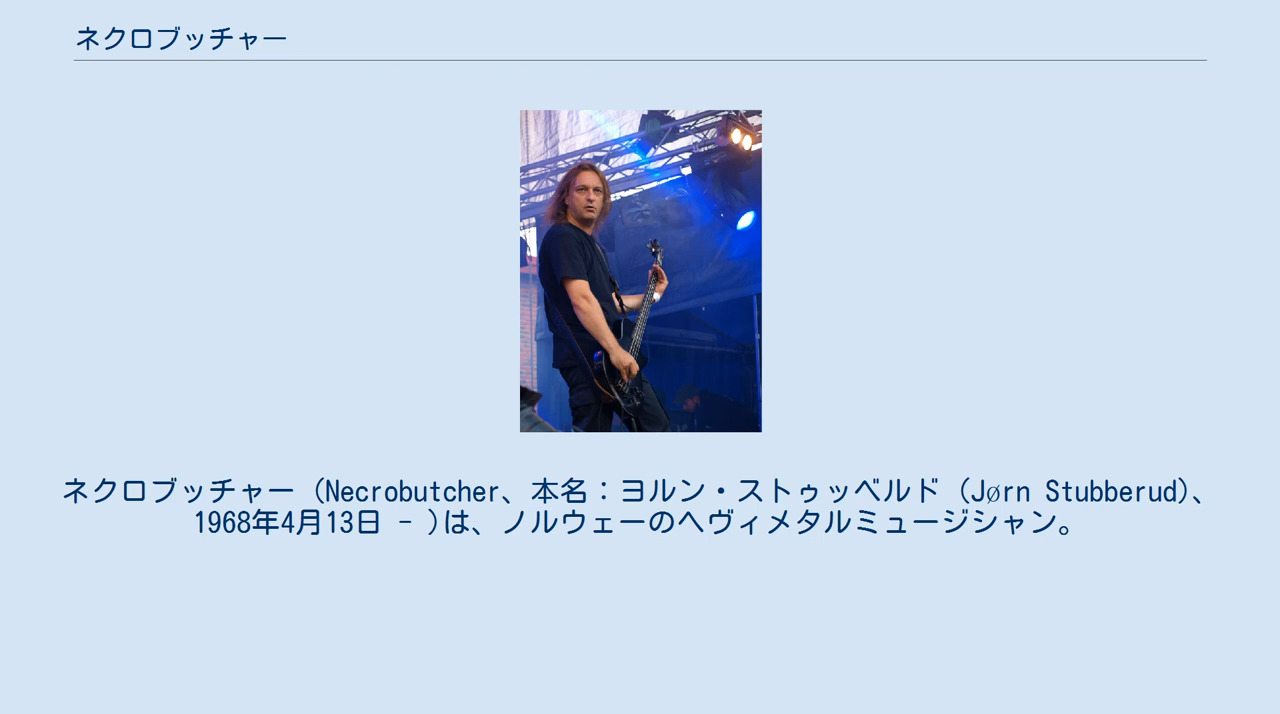 ネクロブッチャー
ネクロブッチャー (Necrobutcher、本名：ヨルン・ストゥッベルド (Jørn Stubberud)、
1968年4月13日 - )は、ノルウェーのヘヴィメタルミュージシャン。